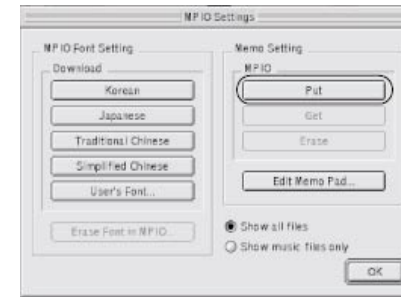 MPIO Settings
MPIO Font Setting
Download
Korean
Japanese
Traditional Chinese
Simplified Chinese
User's Font...
Erase Font in MPIO...
Memo Setting
MPIO
Put
Get
Erase
Edit Memo Pad...
Show all files
Show music files only
OK